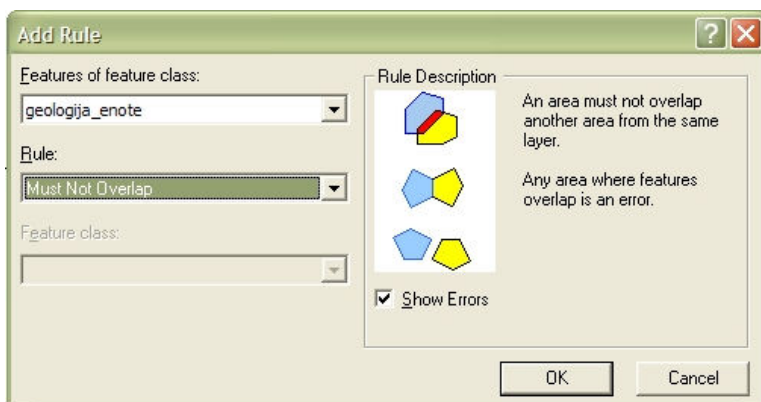 Add Rule
Features of feature class:
geologija_enote
Rule:
Must Not Overlap
Feature class:
Rule Description
An area must not overlap
another area from the same
layer.
Any area where features
overlap is an error.
Show Errors
OK
Cancel